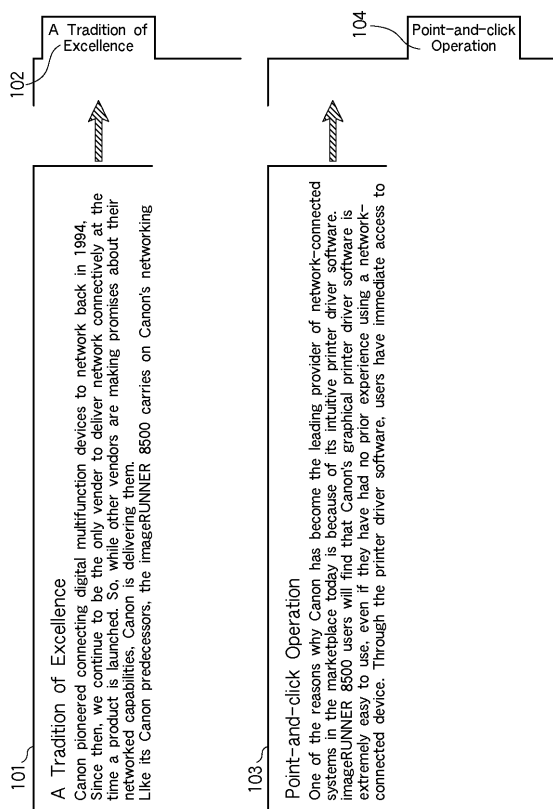 101
A Tradition of Excellence
Canon pioneered connecting digital multifunction devices to network back in 1994,
Since then, we continue to be the only vender to deliver network connectively at the
time a product is launched. So, while other vendors are making promises about their
networked capabilities, Canon is delivering them.
Like its Canon predecessors, the imageRUNNER 8500 carries on Canon's networking
102
A Tradition of
Excellence
103
Point-and-click Operation
One of the reasons why Canon has become the leading provider of network-connected
systems in the marketplace today is because of its intuitive printer driver software.
imageRUNNER 8500 users will find that Canon's graphical printer driver software is
extremely easy to use, even if they have had no prior experience using a network-
connected device. Through the printer driver software, users have immediate access to
104
Point-and-click
Operation